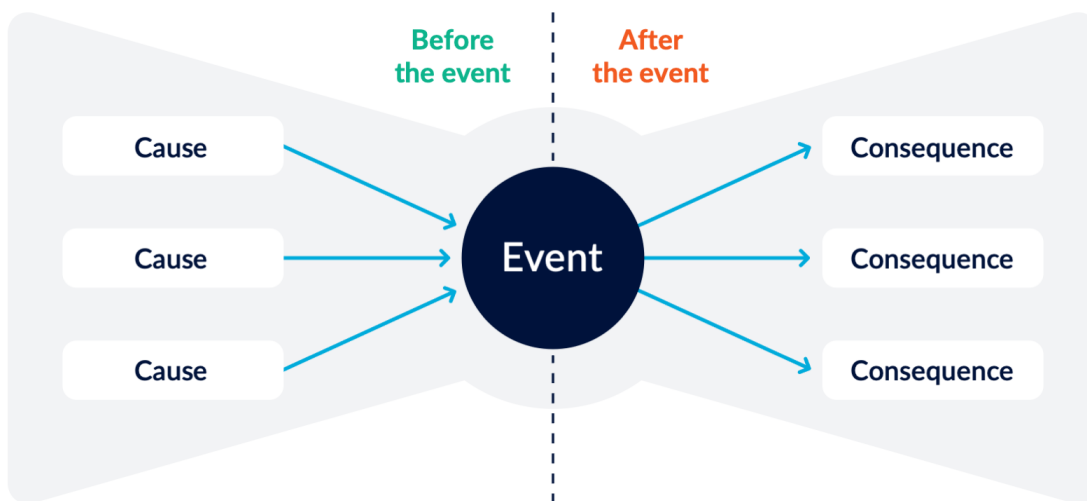 Before
the event
After
the event
Cause
Cause
Cause
Event
Consequence
Consequence
Consequence